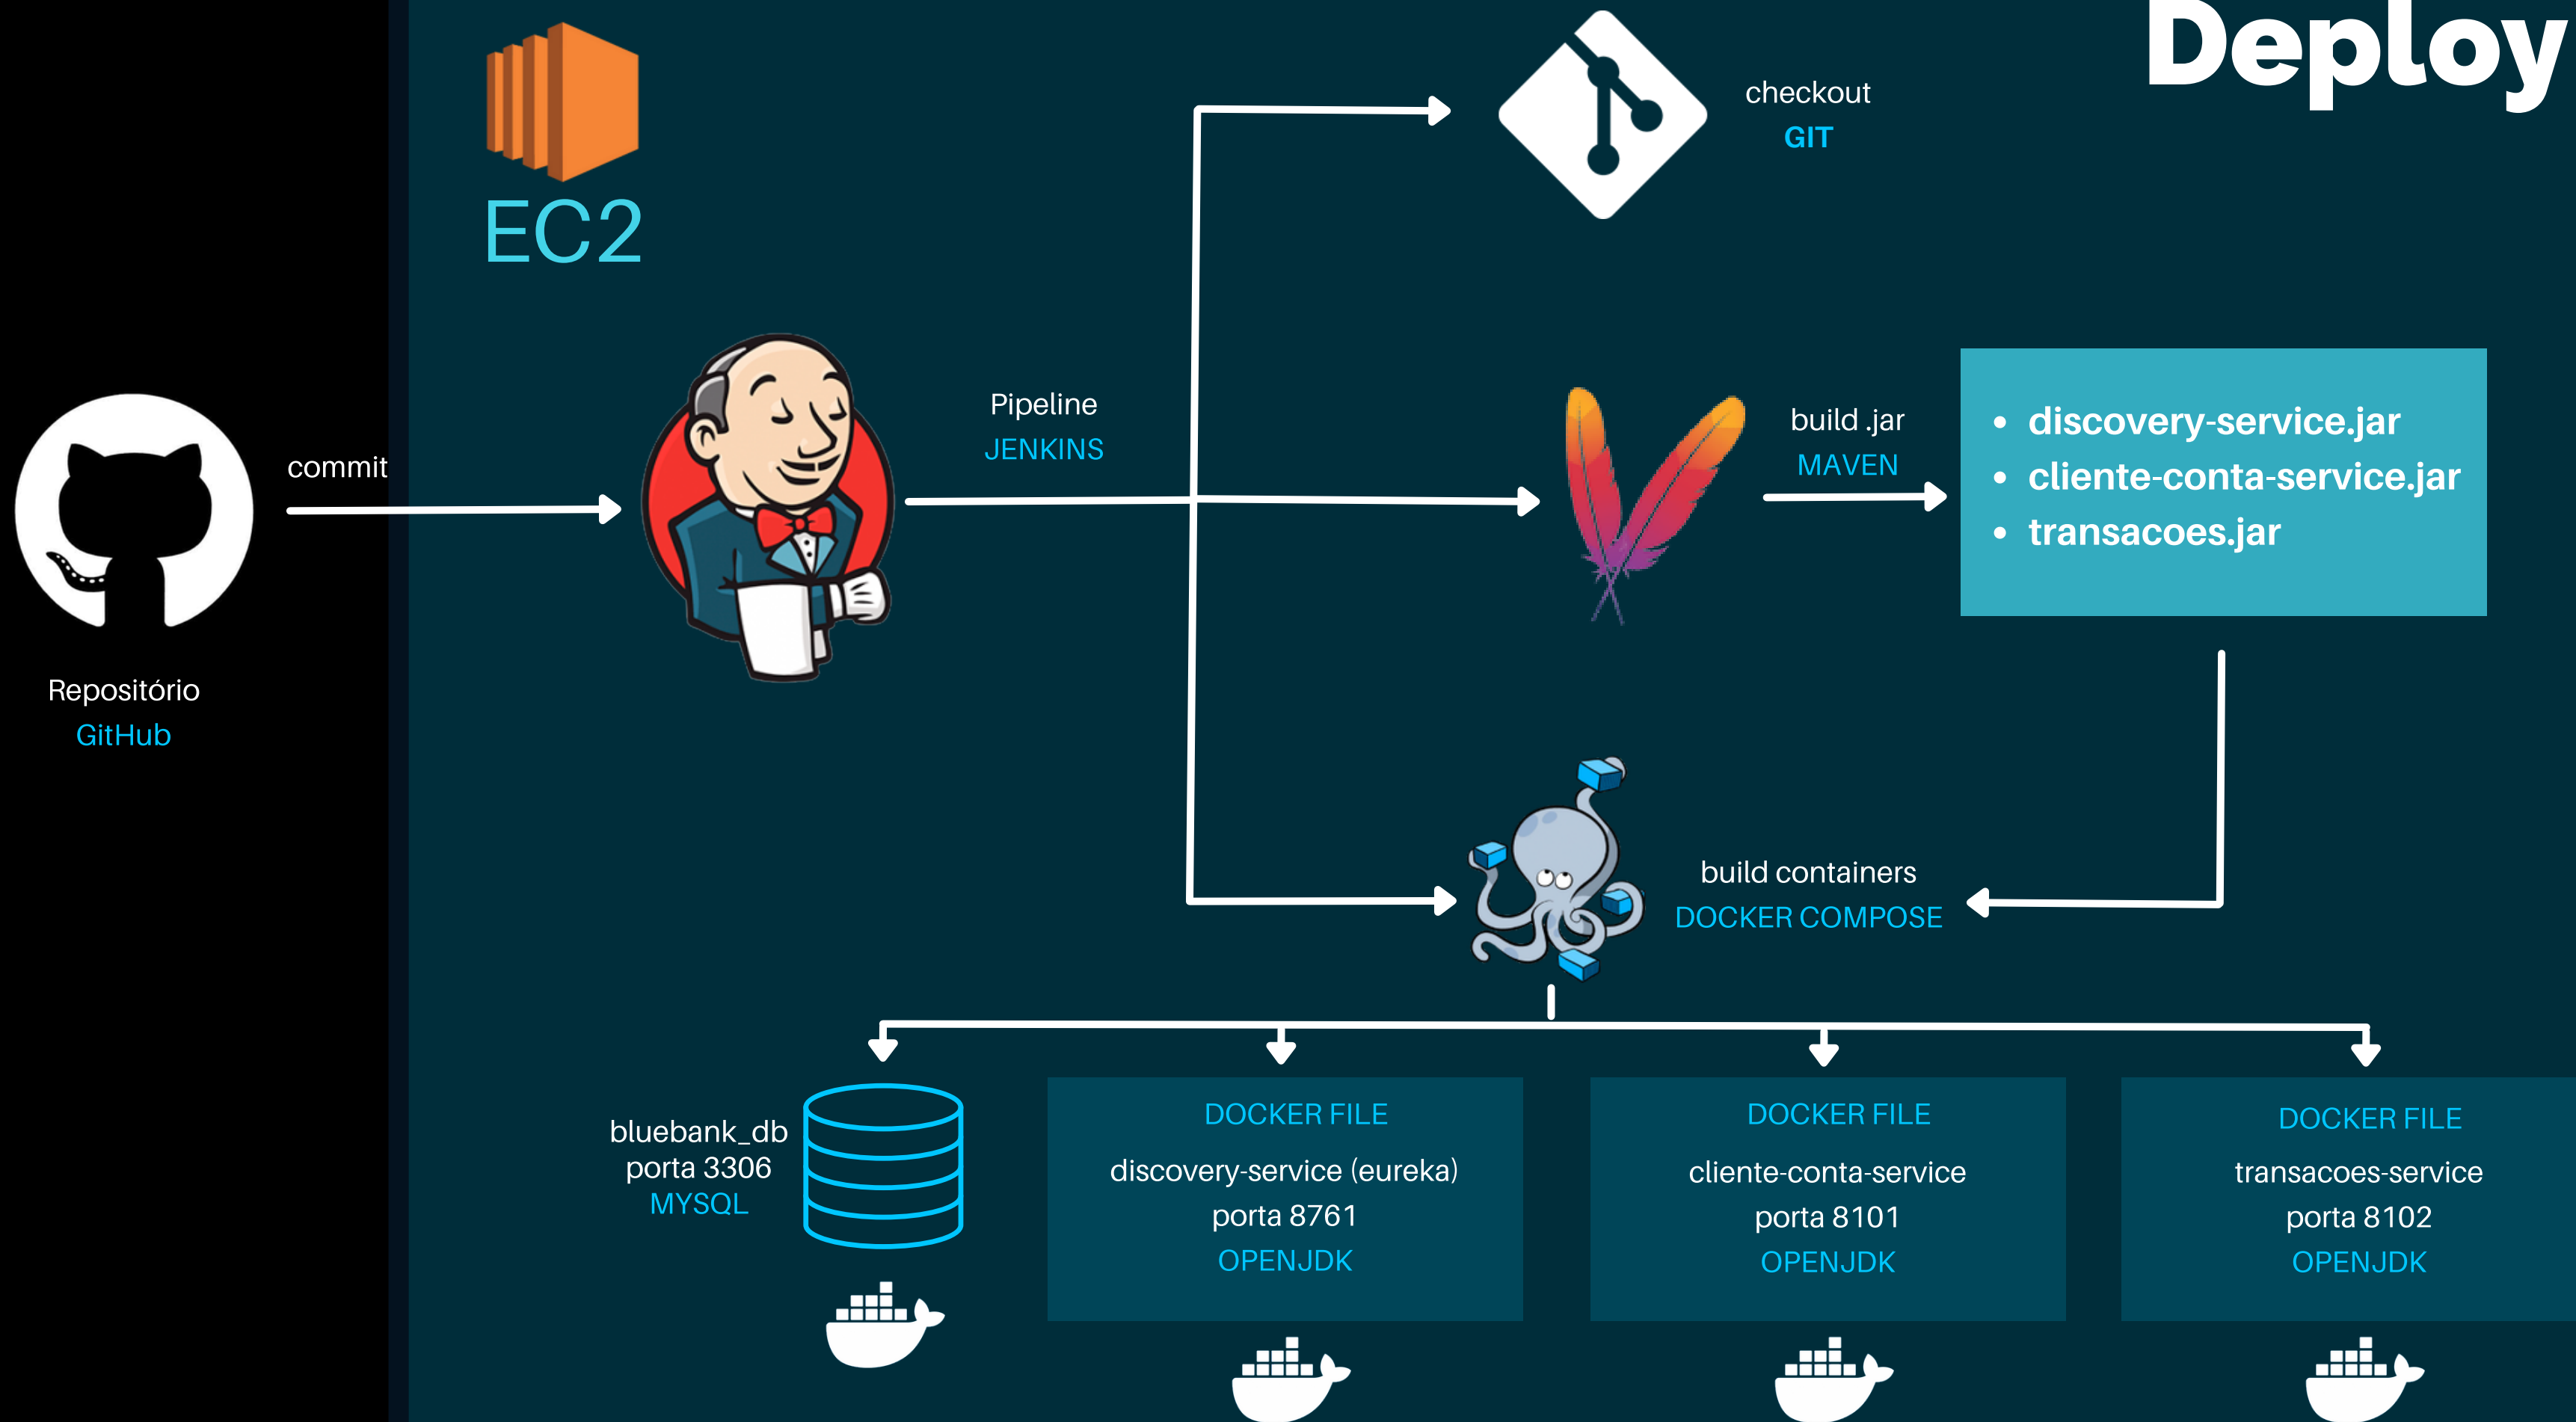 Deploy
EC2
checkout
GIT
commit
Repositório
GitHub
Pipeline
JENKINS
build .jar
MAVEN
• discovery-service.jar
• cliente-conta-service.jar
• transacoes.jar
build containers
DOCKER COMPOSE
bluebank_db
porta 3306
MYSQL
DOCKER FILE
discovery-service (eureka)
porta 8761
OPENJDK
DOCKER FILE
cliente-conta-service
porta 8101
OPENJDK
DOCKER FILE
transacoes-service
porta 8102
OPENJDK